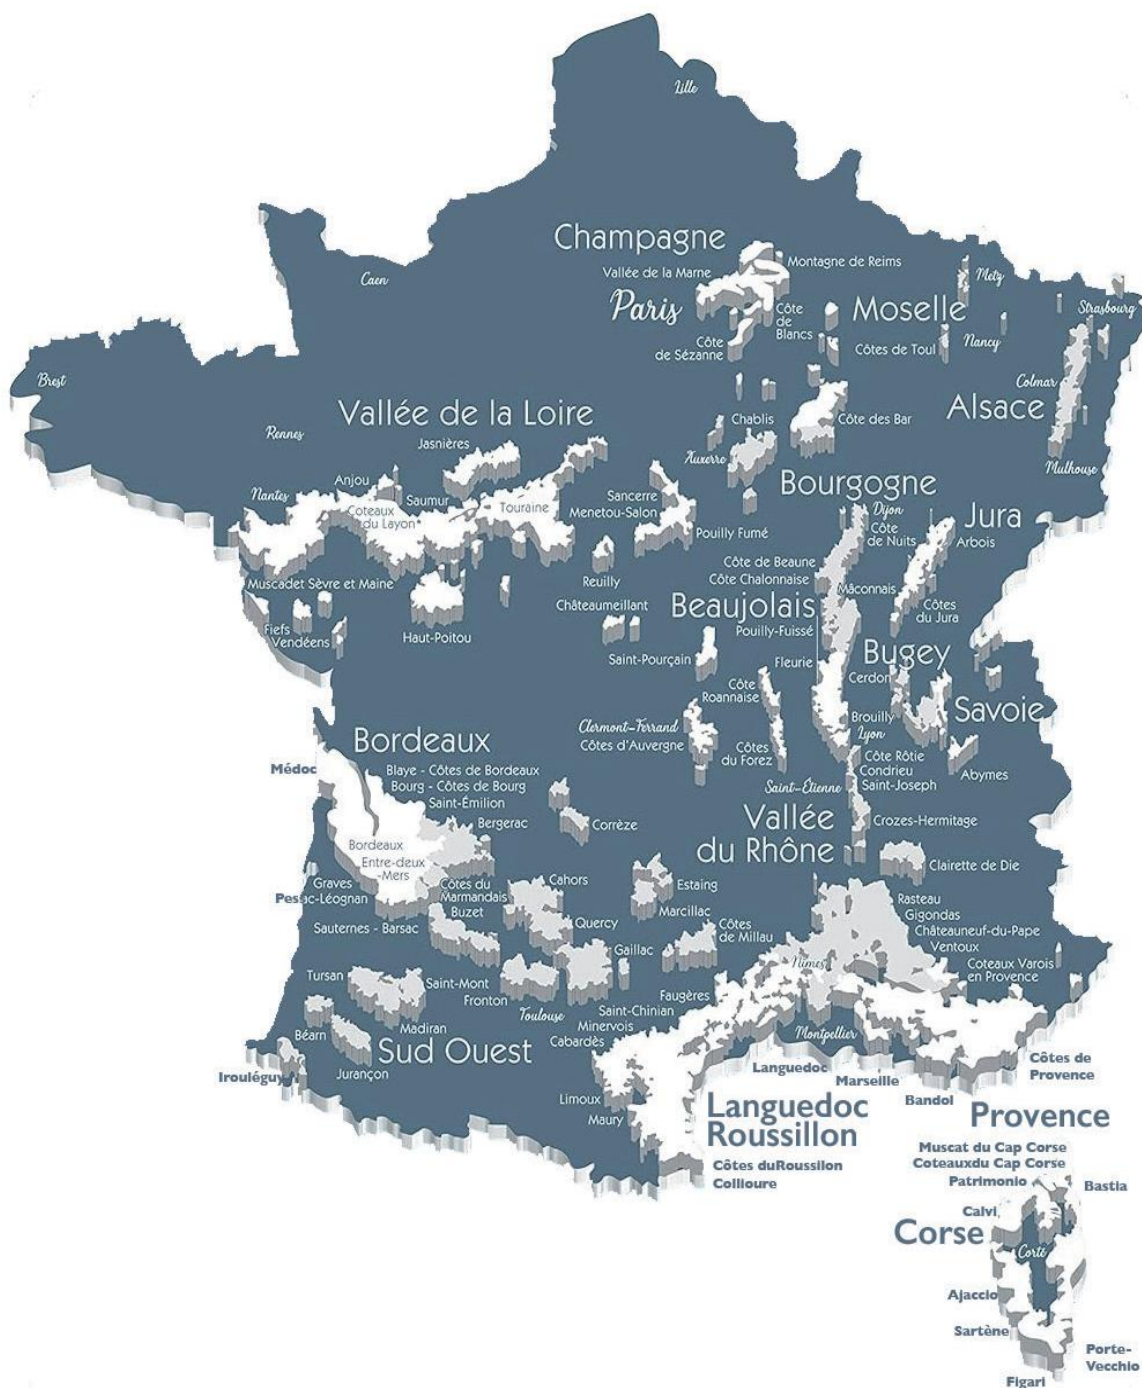 Lille
Champagne
Montagne de Reims
Vallée de la Marne
Metz
Paris
Côte
de
Blancs
Moselle
Strasbourg
Côte
de Sézanne
Côtes de Toul
Nancy
Caen
Brest
Rennes
Colmar
Alsace
Mulhouse
Vallée de la Loire
Jasnières
Chablis
Côte des Bar
Auxerre
Anjou
Nantes
Saumur
Coteaux
du Layon
Touraine
Sancerre
Menetou-Salon
Pouilly Fumé
Bourgogne
Dijon
Côte
de Nuits
Jura
Arbois
Muscadet Sèvre et Maine
Reuilly
Côte de Beaune
Côte Chalonnaise
Mâconnais
Châteaumeillant
Beaujolais
Côtes
du Jura
Fiefs
Vendéens
Haut-Poitou
Pouilly-Fuissé
Saint-Pourçain
Fleurie
Bugey
Cerdon
Côte
Roannaise
Savoie
Clermont-Ferrand
Côtes d'Auvergne
Brouilly
Lyon
Côtes
du Forez
Côte Rôtie
Condrieu
Saint-Joseph
Abymes
Saint-Étienne
Bordeaux
Médoc
Blaye - Côtes de Bordeaux
Bourg - Côtes de Bourg
Saint-Émilion
Bergerac
Corrèze
Vallée
du Rhône
Crozes-Hermitage
Clairette de Die
Bordeaux
Entre-deux
-Mers
Graves
Pessac-Léognan
Côtes du
Marmandais
Buzet
Cahors
Estaing
Marcillac
Quercy
Sauternes - Barsac
Gaillac
Côtes
de Millau
Rasteau
Gigondas
Châteauneuf-du-Pape
Ventoux
Coteaux Varois
en Provence
Nîmes
Tursan
Saint-Mont
Fronton
Toulouse
Faugères
Saint-Chinian
Minervois
Cabardès
Montpellier
Béarn
Madiran
Sud Ouest
Irouléguy
Jurançon
Limoux
Maury
Languedoc
Marseille
Bandol
Côtes de
Provence
Languedoc
Roussillon
Provence
Côtes duRoussilon
Collioure
Muscat du Cap Corse
Coteauxdu Cap Corse
Patrimonio
Bastia
Calvi
Corse
Corté
Ajaccio
Sartène
Porte-
Vecchio
Figari